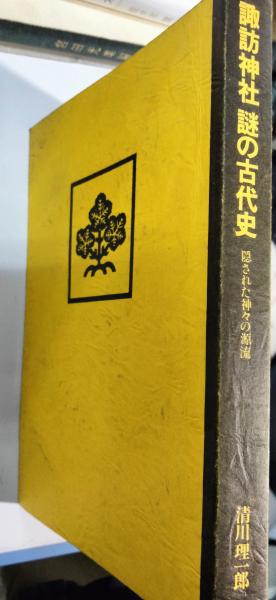 諏訪神社 謎の古代史
隠された神々の源流
清川理一郎